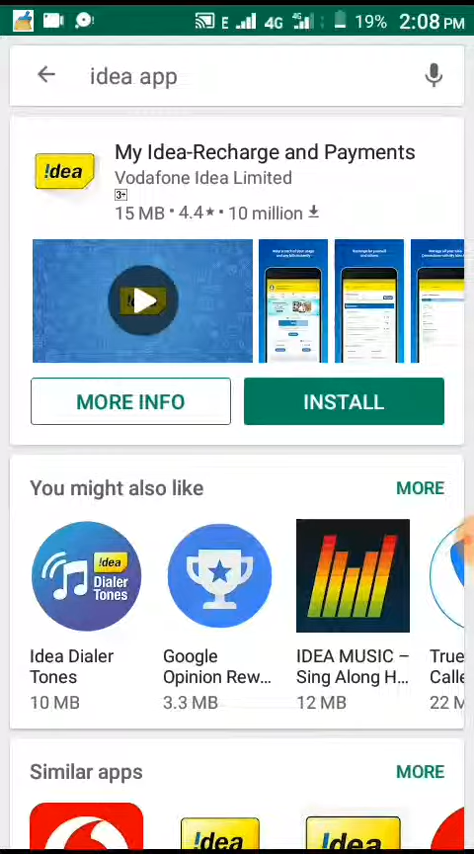 E 4G 4G 19% 2:08 PM
idea app
!dea
My Idea-Recharge and Payments
Vodafone Idea Limited
3+
15 MB • 4.4★ • 10 million
MORE INFO
INSTALL
You might also like
MORE
!dea
Dialer
Tones
Idea Dialer
Tones
10 MB
Google
Opinion Rew...
3.3 MB
IDEA MUSIC –
Sing Along H...
12 MB
True
Calle
22 M
Similar apps
MORE
!dea
!dea